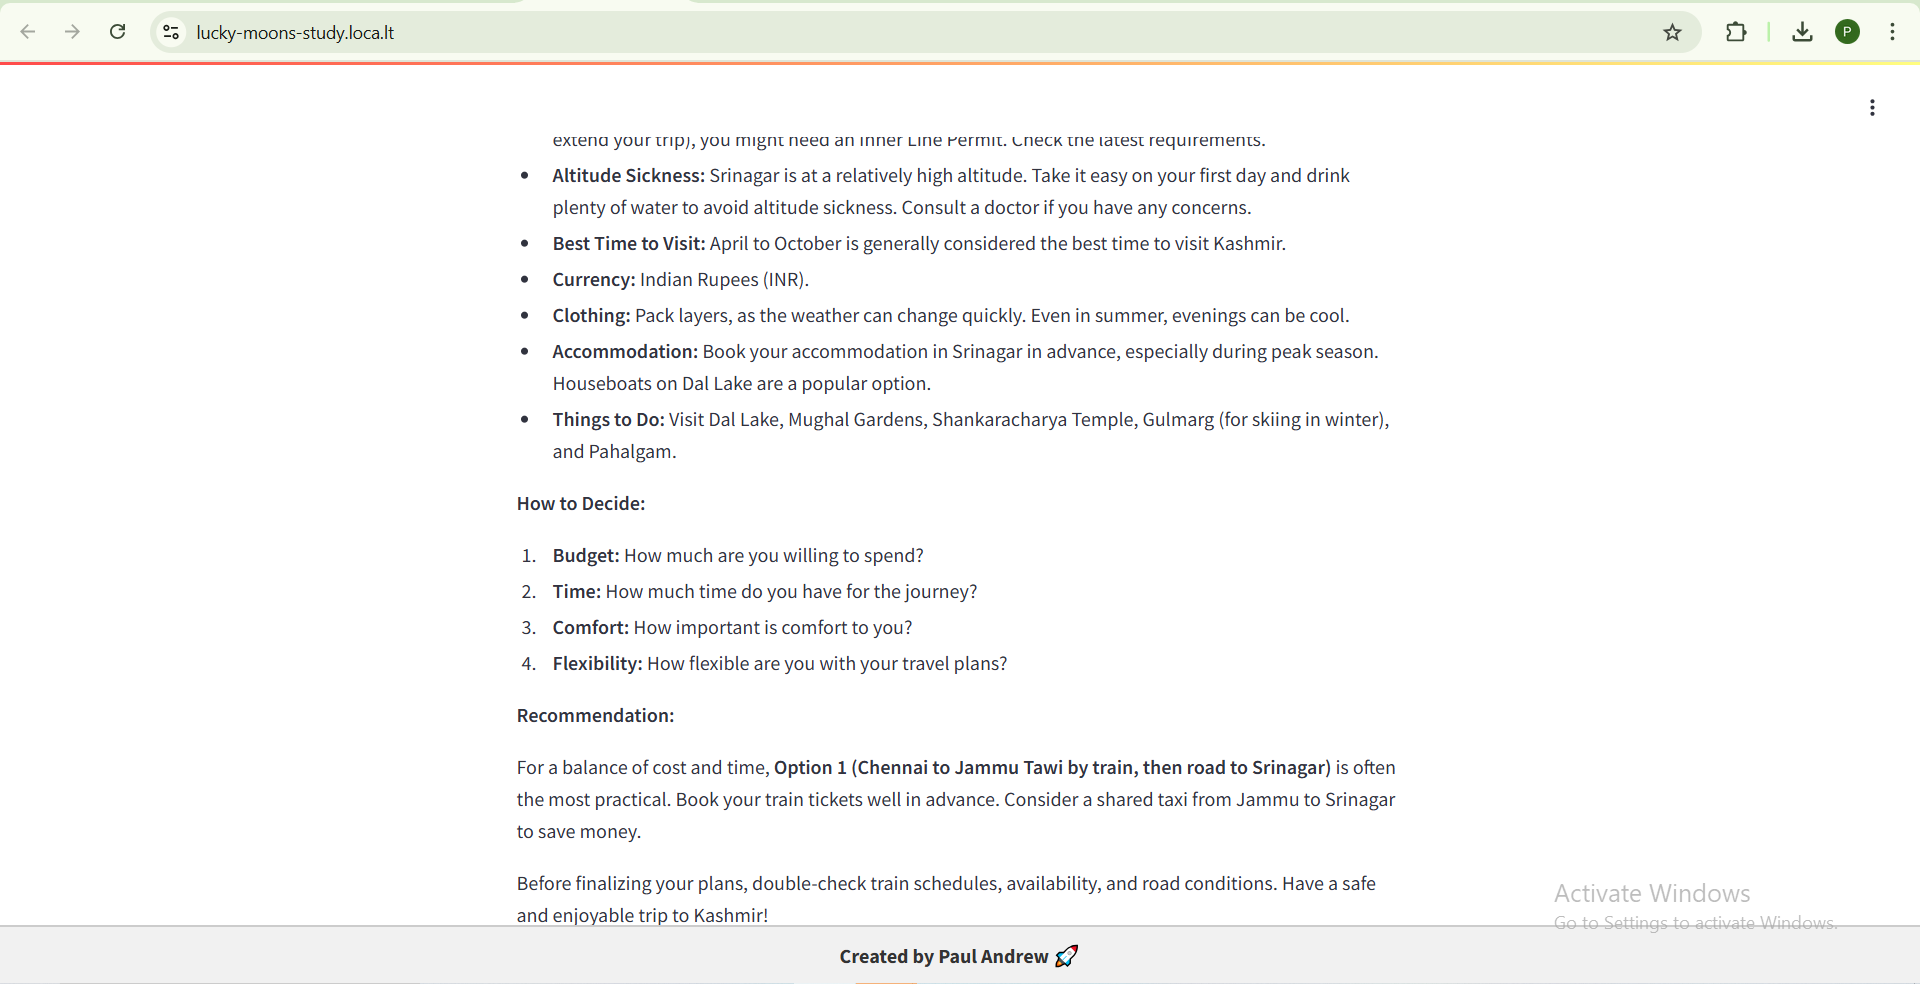 lucky-moons-study.loca.lt
P
extend your trip), you might need an Inner Line Permit. Check the latest requirements.
• Altitude Sickness: Srinagar is at a relatively high altitude. Take it easy on your first day and drink
plenty of water to avoid altitude sickness. Consult a doctor if you have any concerns.
• Best Time to Visit: April to October is generally considered the best time to visit Kashmir.
• Currency: Indian Rupees (INR).
• Clothing: Pack layers, as the weather can change quickly. Even in summer, evenings can be cool.
• Accommodation: Book your accommodation in Srinagar in advance, especially during peak season.
Houseboats on Dal Lake are a popular option.
• Things to Do: Visit Dal Lake, Mughal Gardens, Shankaracharya Temple, Gulmarg (for skiing in winter),
and Pahalgam.
How to Decide:
1. Budget: How much are you willing to spend?
2. Time: How much time do you have for the journey?
3. Comfort: How important is comfort to you?
4. Flexibility: How flexible are you with your travel plans?
Recommendation:
For a balance of cost and time, Option 1 (Chennai to Jammu Tawi by train, then road to Srinagar) is often
the most practical. Book your train tickets well in advance. Consider a shared taxi from Jammu to Srinagar
to save money.
Before finalizing your plans, double-check train schedules, availability, and road conditions. Have a safe
and enjoyable trip to Kashmir!
Activate Windows
Go to Settings to activate Windows.
Created by Paul Andrew 🚀